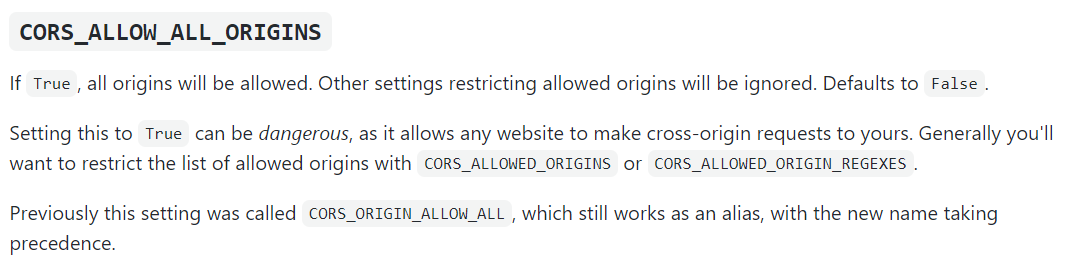 CORS_ALLOW_ALL_ORIGINS
If True, all origins will be allowed. Other settings restricting allowed origins will be ignored. Defaults to False.
Setting this to True can be dangerous, as it allows any website to make cross-origin requests to yours. Generally you'll
want to restrict the list of allowed origins with CORS_ALLOWED_ORIGINS or CORS_ALLOWED_ORIGIN_REGEXES.
Previously this setting was called CORS_ORIGIN_ALLOW_ALL, which still works as an alias, with the new name taking
precedence.